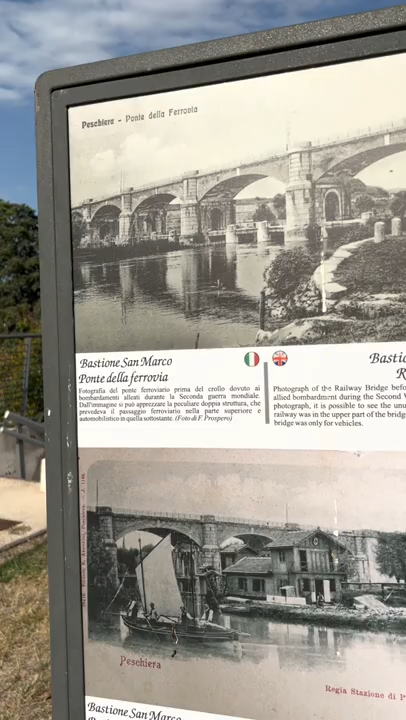 Peschiera - Ponte della Ferrovia
Bastione San Marco
Ponte della ferrovia
Fotografia del ponte ferroviario prima del crollo dovuto ai
bombardamenti alleati durante la Seconda guerra mondiale.
Dall'immagine si può apprezzare la peculiare doppia struttura, che
prevedeva il passaggio ferroviario nella parte superiore e
automobilistico in quella sottostante. (Foto di F. Prospero)
Photograph of the Railway Bridge
allied bombardment during the Second
photograph, it is possible to see the
railway was in the upper part of the bridge
bridge was only for vehicles.
Peschiera
Regia Stazione di
Bastione San Marco